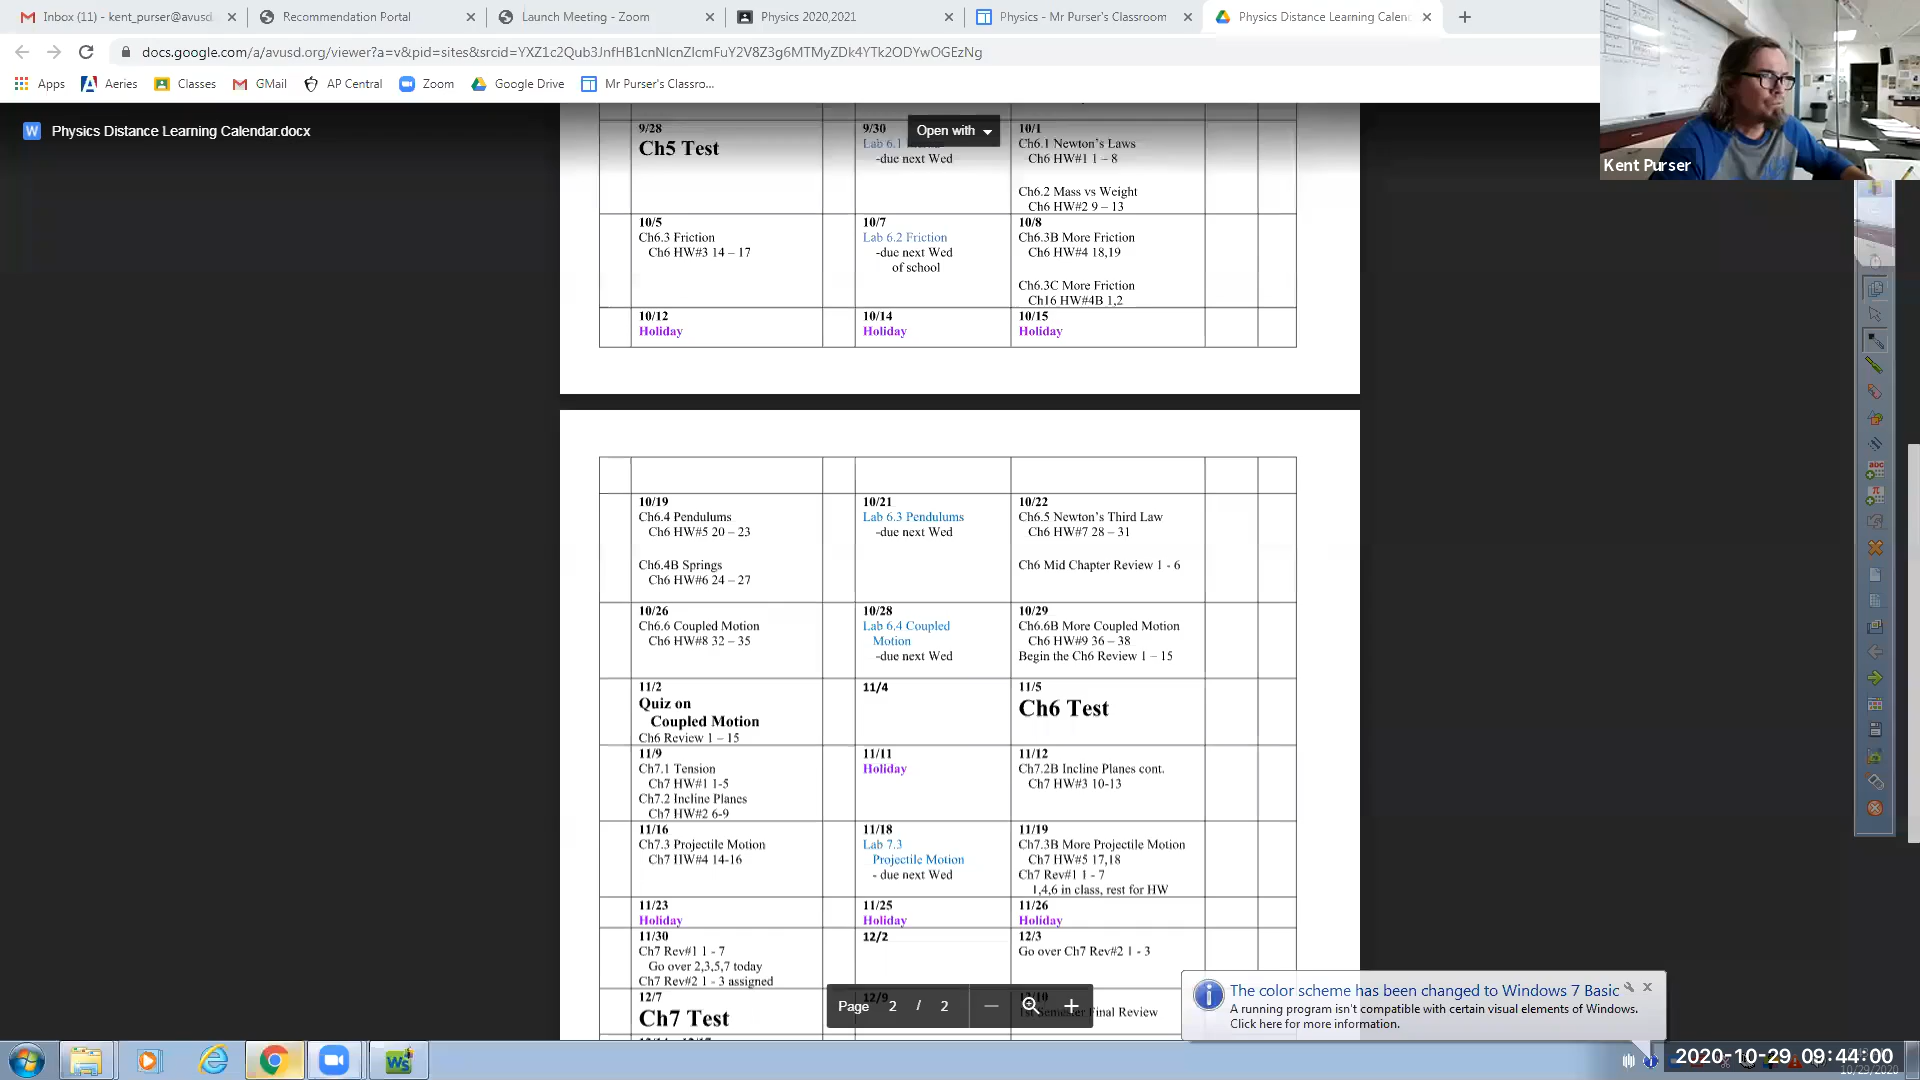 Inbox (11) - kent_purser@avusd.
Recommendation Portal
Launch Meeting - Zoom
Physics 2020,2021
Physics - Mr Purser's Classroom
Physics Distance Learning Calen
docs.google.com/a/avusd.org/viewer?a=v&pid=sites&srcid=YXZ1c2Qub3JnfHB1cnNlcnZlcmFuY2V8Z3g6MTMyZDk4YTk2ODYwOGEzNg
Apps
Aeries
Classes
GMail
AP Central
Zoom
Google Drive
Mr Purser's Classro...
Physics Distance Learning Calendar.docx
Open with
Kent Purser
9/28
Ch5 Test
9/30
Lab 6.1
-due next Wed
10/1
Ch6.1 Newton's Laws
Ch6 HW#1 1 – 8
Ch6.2 Mass vs Weight
Ch6 HW#2 9 – 13
10/5
Ch6.3 Friction
Ch6 HW#3 14 – 17
10/7
Lab 6.2 Friction
-due next Wed
of school
10/8
Ch6.3B More Friction
Ch6 HW#4 18,19
Ch6.3C More Friction
Ch16 HW#4B 1,2
10/12
Holiday
10/14
Holiday
10/15
Holiday
10/19
Ch6.4 Pendulums
Ch6 HW#5 20 – 23
Ch6.4B Springs
Ch6 HW#6 24 – 27
10/21
Lab 6.3 Pendulums
-due next Wed
10/22
Ch6.5 Newton's Third Law
Ch6 HW#7 28 – 31
Ch6 Mid Chapter Review 1 - 6
10/26
Ch6.6 Coupled Motion
Ch6 HW#8 32 – 35
10/28
Lab 6.4 Coupled
Motion
-due next Wed
10/29
Ch6.6B More Coupled Motion
Ch6 HW#9 36 – 38
Begin the Ch6 Review 1 – 15
11/2
Quiz on
Coupled Motion
Ch6 Review 1 – 15
11/4
11/5
Ch6 Test
11/9
Ch7.1 Tension
Ch7 HW#1 1-5
Ch7.2 Incline Planes
Ch7 HW#2 6-9
11/11
Holiday
11/12
Ch7.2B Incline Planes cont.
Ch7 HW#3 10-13
11/16
Ch7.3 Projectile Motion
Ch7 HW#4 14-16
11/18
Lab 7.3
Projectile Motion
- due next Wed
11/19
Ch7.3B More Projectile Motion
Ch7 HW#5 17,18
Ch7 Rev#1 1 - 7
1,4,6 in class, rest for HW
11/23
Holiday
11/25
Holiday
11/26
Holiday
11/30
Ch7 Rev#1 1 - 7
Go over 2,3,5,7 today
Ch7 Rev#2 1 - 3 assigned
12/2
12/3
Go over Ch7 Rev#2 1 - 3
12/7
Ch7 Test
12/9
12/10
1st Semester Final Review
Page 2 / 2
The color scheme has been changed to Windows 7 Basic
A running program isn't compatible with certain visual elements of Windows.
Click here for more information.
2020-10-29 09:44:00
10/29/2020